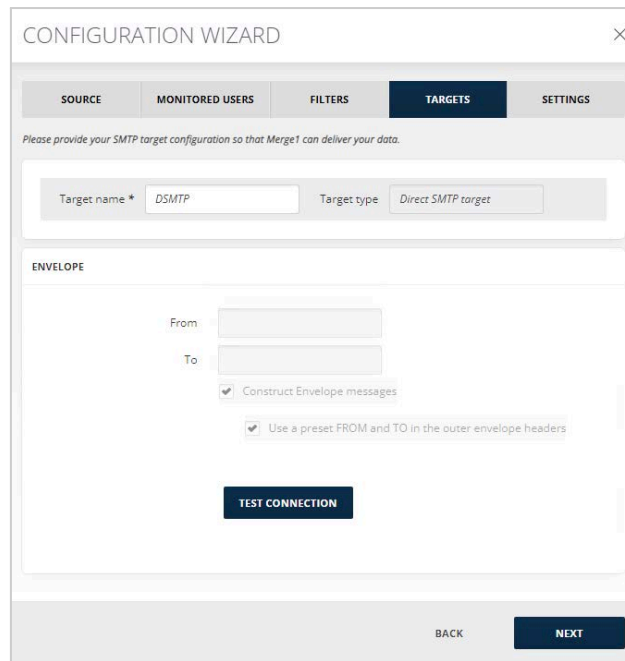 CONFIGURATION WIZARD
SOURCE MONITORED USERS FILTERS TARGETS SETTINGS
Please provide your SMTP target configuration so that Merge1 can deliver your data.
Target name * DSMTP Target type Direct SMTP target
ENVELOPE
From
To
Construct Envelope messages
Use a preset FROM and TO in the outer envelope headers
TEST CONNECTION
BACK NEXT